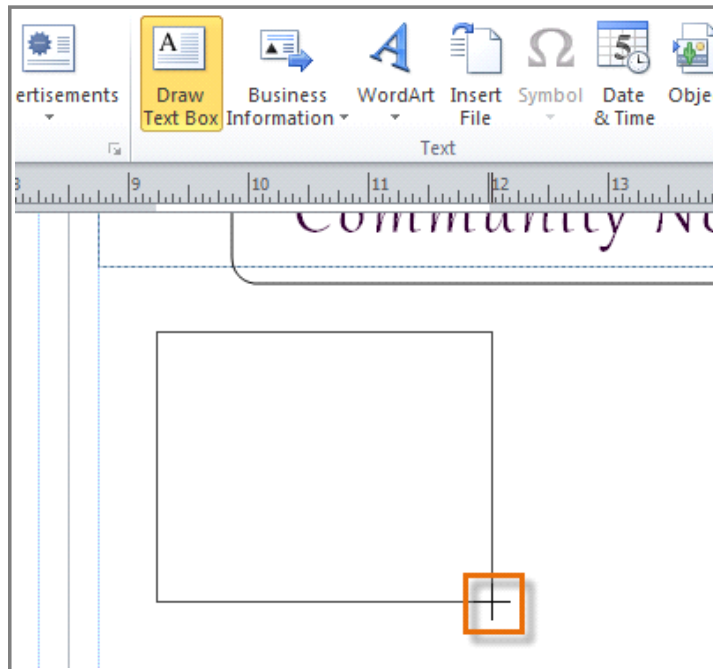 ertisements
Draw Text Box
Business Information
WordArt
Insert File
Symbol
Date & Time
Obje
Text
9 10 11 12 13
Community